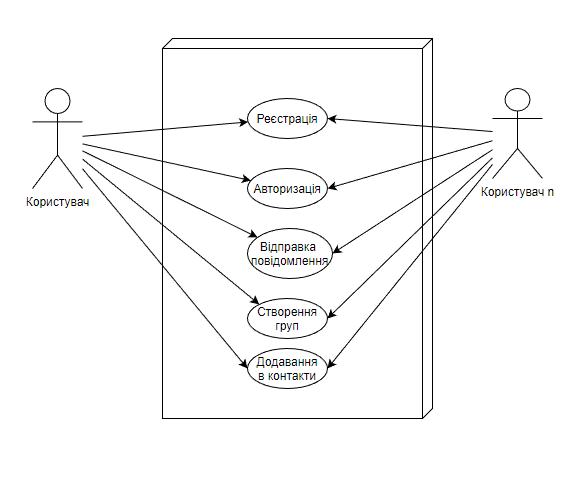 Реєстрація
Авторизація
Користувач
Користувач n
Відправка
повідомлення
Створення
груп
Додавання
в контакти